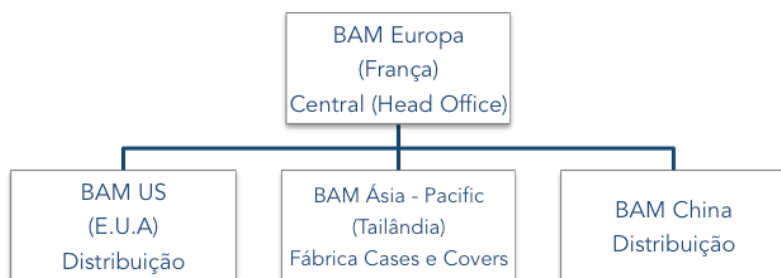 BAM Europa
(França)
Central (Head Office)
BAM US
(E.U.A)
Distribuição
BAM Ásia - Pacific
(Tailândia)
Fábrica Cases e Covers
BAM China
Distribuição